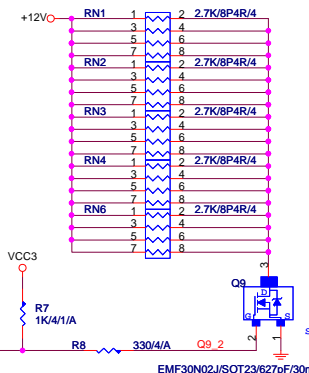 +12V RN1 1 2 2.7K/8P4R/4
3 4
5 6
7 8
RN2 1 2 2.7K/8P4R/4
3 4
5 6
7 8
RN3 1 2 2.7K/8P4R/4
3 4
5 6
7 8
RN4 1 2 2.7K/8P4R/4
3 4
5 6
7 8
RN6 1 2 2.7K/8P4R/4
3 4
5 6
7 8
VCC3
3
Q9
D
G S
R7
1K/4/1/A
2 1
R8 330/4/A Q9_2
EMF30N02J/SOT23/627pF/30m